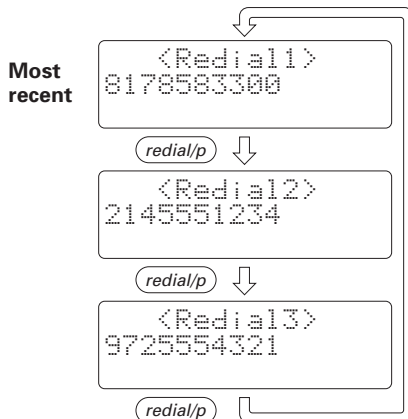 <Redial1>
Most
recent
8178583300
redial/p
<Redial2>
2145551234
redial/p
<Redial3>
9725554321
redial/p